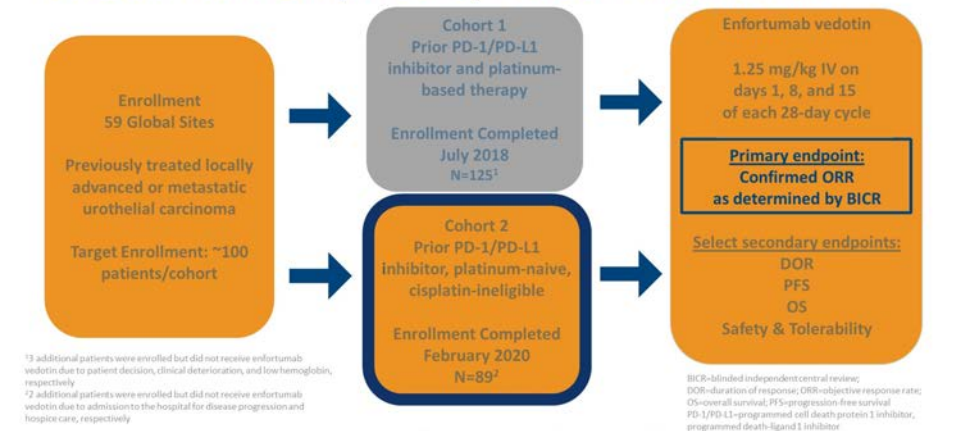 Enrollment
59 Global Sites
Previously treated locally
advanced or metastatic
urothelial carcinoma
Target Enrollment: ~100
patients/cohort
Cohort 1
Prior PD-1/PD-L1
inhibitor and platinum-
based therapy
Enrollment Completed
July 2018
N=125¹
Cohort 2
Prior PD-1/PD-L1
inhibitor, platinum-naive,
cisplatin-ineligible
Enrollment Completed
February 2020
N=89²
Enfortumab vedotin
1.25 mg/kg IV on
days 1, 8, and 15
of each 28-day cycle
Primary endpoint:
Confirmed ORR
as determined by BICR
Select secondary endpoints:
DOR
PFS
OS
Safety & Tolerability
¹3 additional patients were enrolled but did not receive enfortumab
vedotin due to patient decision, clinical deterioration, and low hemoglobin,
respectively
²2 additional patients were enrolled but did not receive enfortumab
vedotin due to admission to the hospital for disease progression and
hospice care, respectively
BICR=blinded independent central review;
DOR=duration of response; ORR=objective response rate;
OS=overall survival; PFS=progression-free survival
PD-1/PD-L1=programmed cell death protein 1 inhibitor,
programmed death-ligand 1 inhibitor